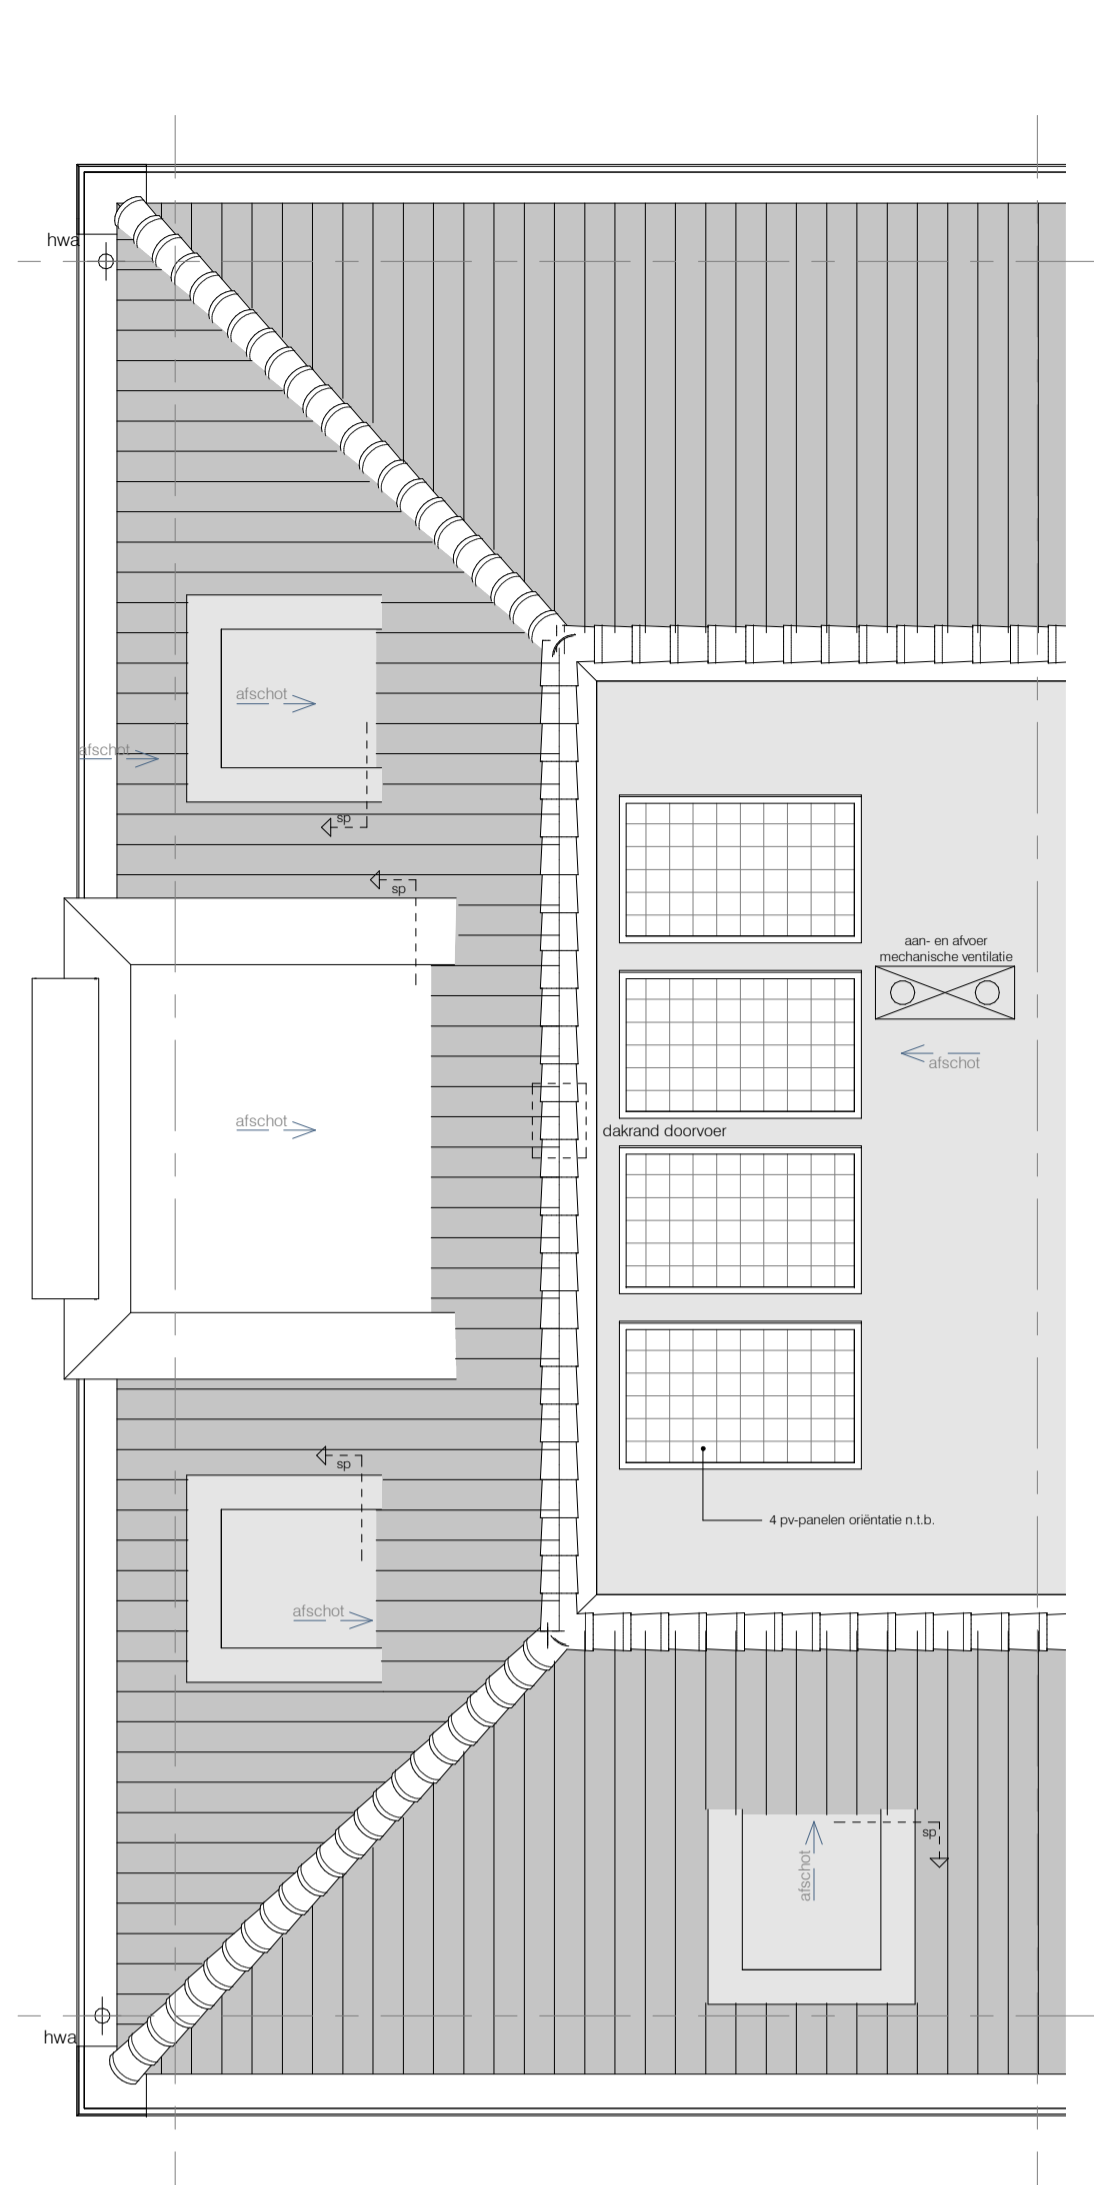 hwa
afschot
afschot
sp
sp
aan- en afvoer
mechanische ventilatie
afschot
afschot
dakrand doorvoer
sp
4 pv-panelen oriëntatie n.t.b.
afschot
sp
afschot
hwa